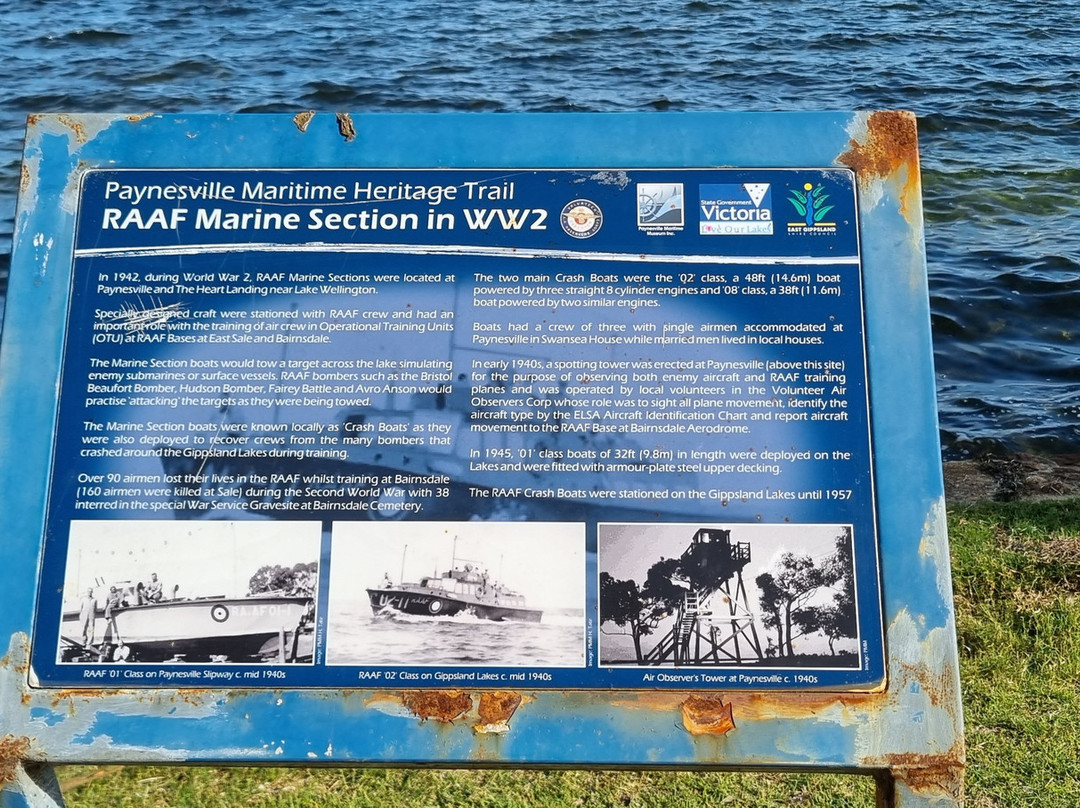 Paynesville Maritime Heritage Trail
RAAF Marine Section in WW2
Paynesville Maritime
Museum Inc.
State Government
Victoria
Love Our Lakes
EAST GIPPSLAND
SHIRE COUNCIL
In 1942, during World War 2, RAAF Marine Sections were located at
Paynesville and The Heart Landing near Lake Wellington.
Specially designed craft were stationed with RAAF crew and had an
important role with the training of air crew in Operational Training Units
(OTU) at RAAF Bases at East Sale and Bairnsdale.
The Marine Section boats would tow a target across the lake simulating
enemy submarines or surface vessels. RAAF bombers such as the Bristol
Beaufort Bomber, Hudson Bomber, Fairey Battle and Avro Anson would
practise 'attacking' the targets as they were being towed.
The Marine Section boats were known locally as 'Crash Boats' as they
were also deployed to recover crews from the many bombers that
crashed around the Gippsland Lakes during training.
Over 90 airmen lost their lives in the RAAF whilst training at Bairnsdale
(160 airmen were killed at Sale) during the Second World War with 38
interred in the special War Service Gravesite at Bairnsdale Cemetery.
The two main Crash Boats were the '02' class, a 48ft (14.6m) boat
powered by three straight 8 cylinder engines and '08' class, a 38ft (11.6m)
boat powered by two similar engines.
Boats had a crew of three with single airmen accommodated at
Paynesville in Swansea House while married men lived in local houses.
In early 1940s, a spotting tower was erected at Paynesville (above this site)
for the purpose of observing both enemy aircraft and RAAF training
planes and was operated by local volunteers in the Volunteer Air
Observers Corp whose role was to sight all plane movement, identify the
aircraft type by the ELSA Aircraft Identification Chart and report aircraft
movement to the RAAF Base at Bairnsdale Aerodrome.
In 1945, '01' class boats of 32ft (9.8m) in length were deployed on the
Lakes and were fitted with armour-plate steel upper decking.
The RAAF Crash Boats were stationed on the Gippsland Lakes until 1957
RAAF 01-1
RAAF '01' Class on Paynesville Slipway c. mid 1940s
RAAF '02' Class on Gippsland Lakes c. mid 1940s
Air Observer's Tower at Paynesville c. 1940s